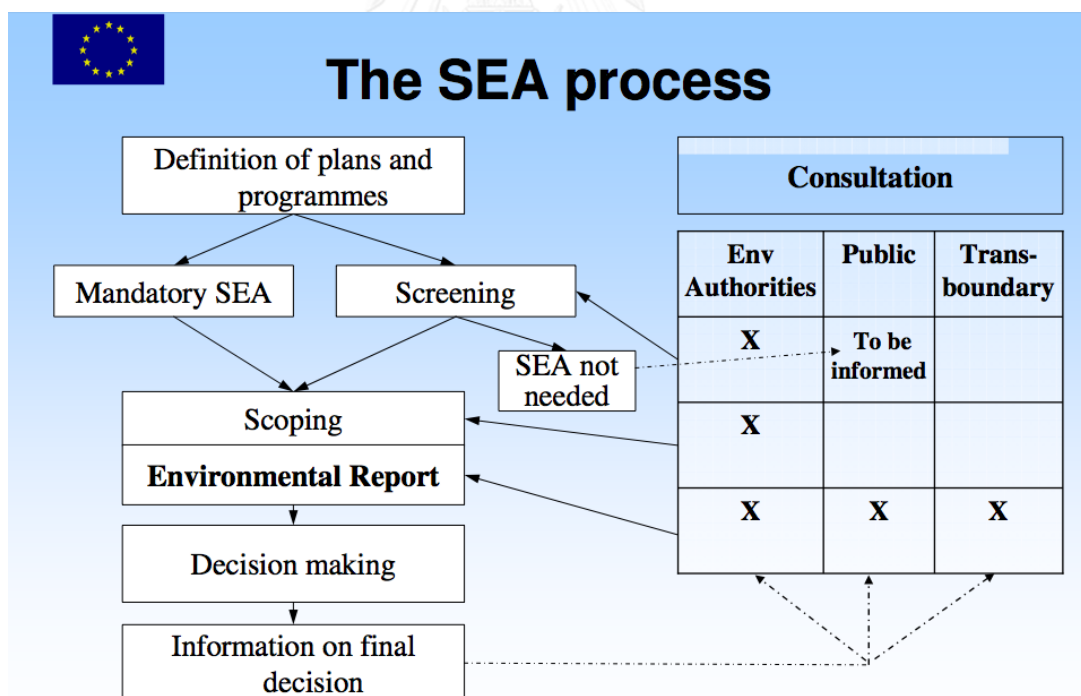 The SEA process
Definition of plans and
programmes
Mandatory SEA
Screening
SEA not
needed
Scoping
Environmental Report
Decision making
Information on final
decision
Consultation
Env
Authorities
Public
Trans-
boundary
X
To be
informed
X
X
X
X